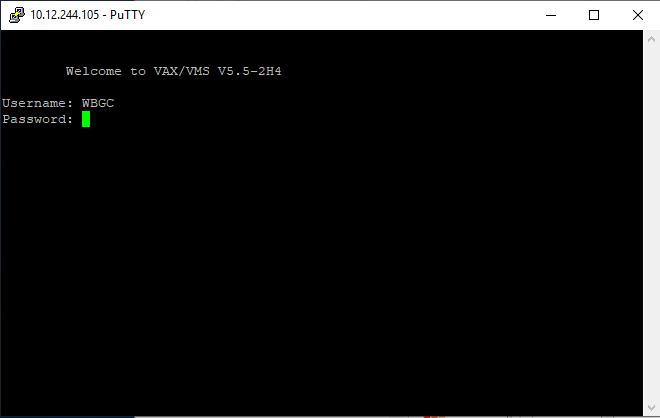 10.12.244.105 - PuTTY
Welcome to VAX/VMS V5.5-2H4
Username: WBGC
Password: